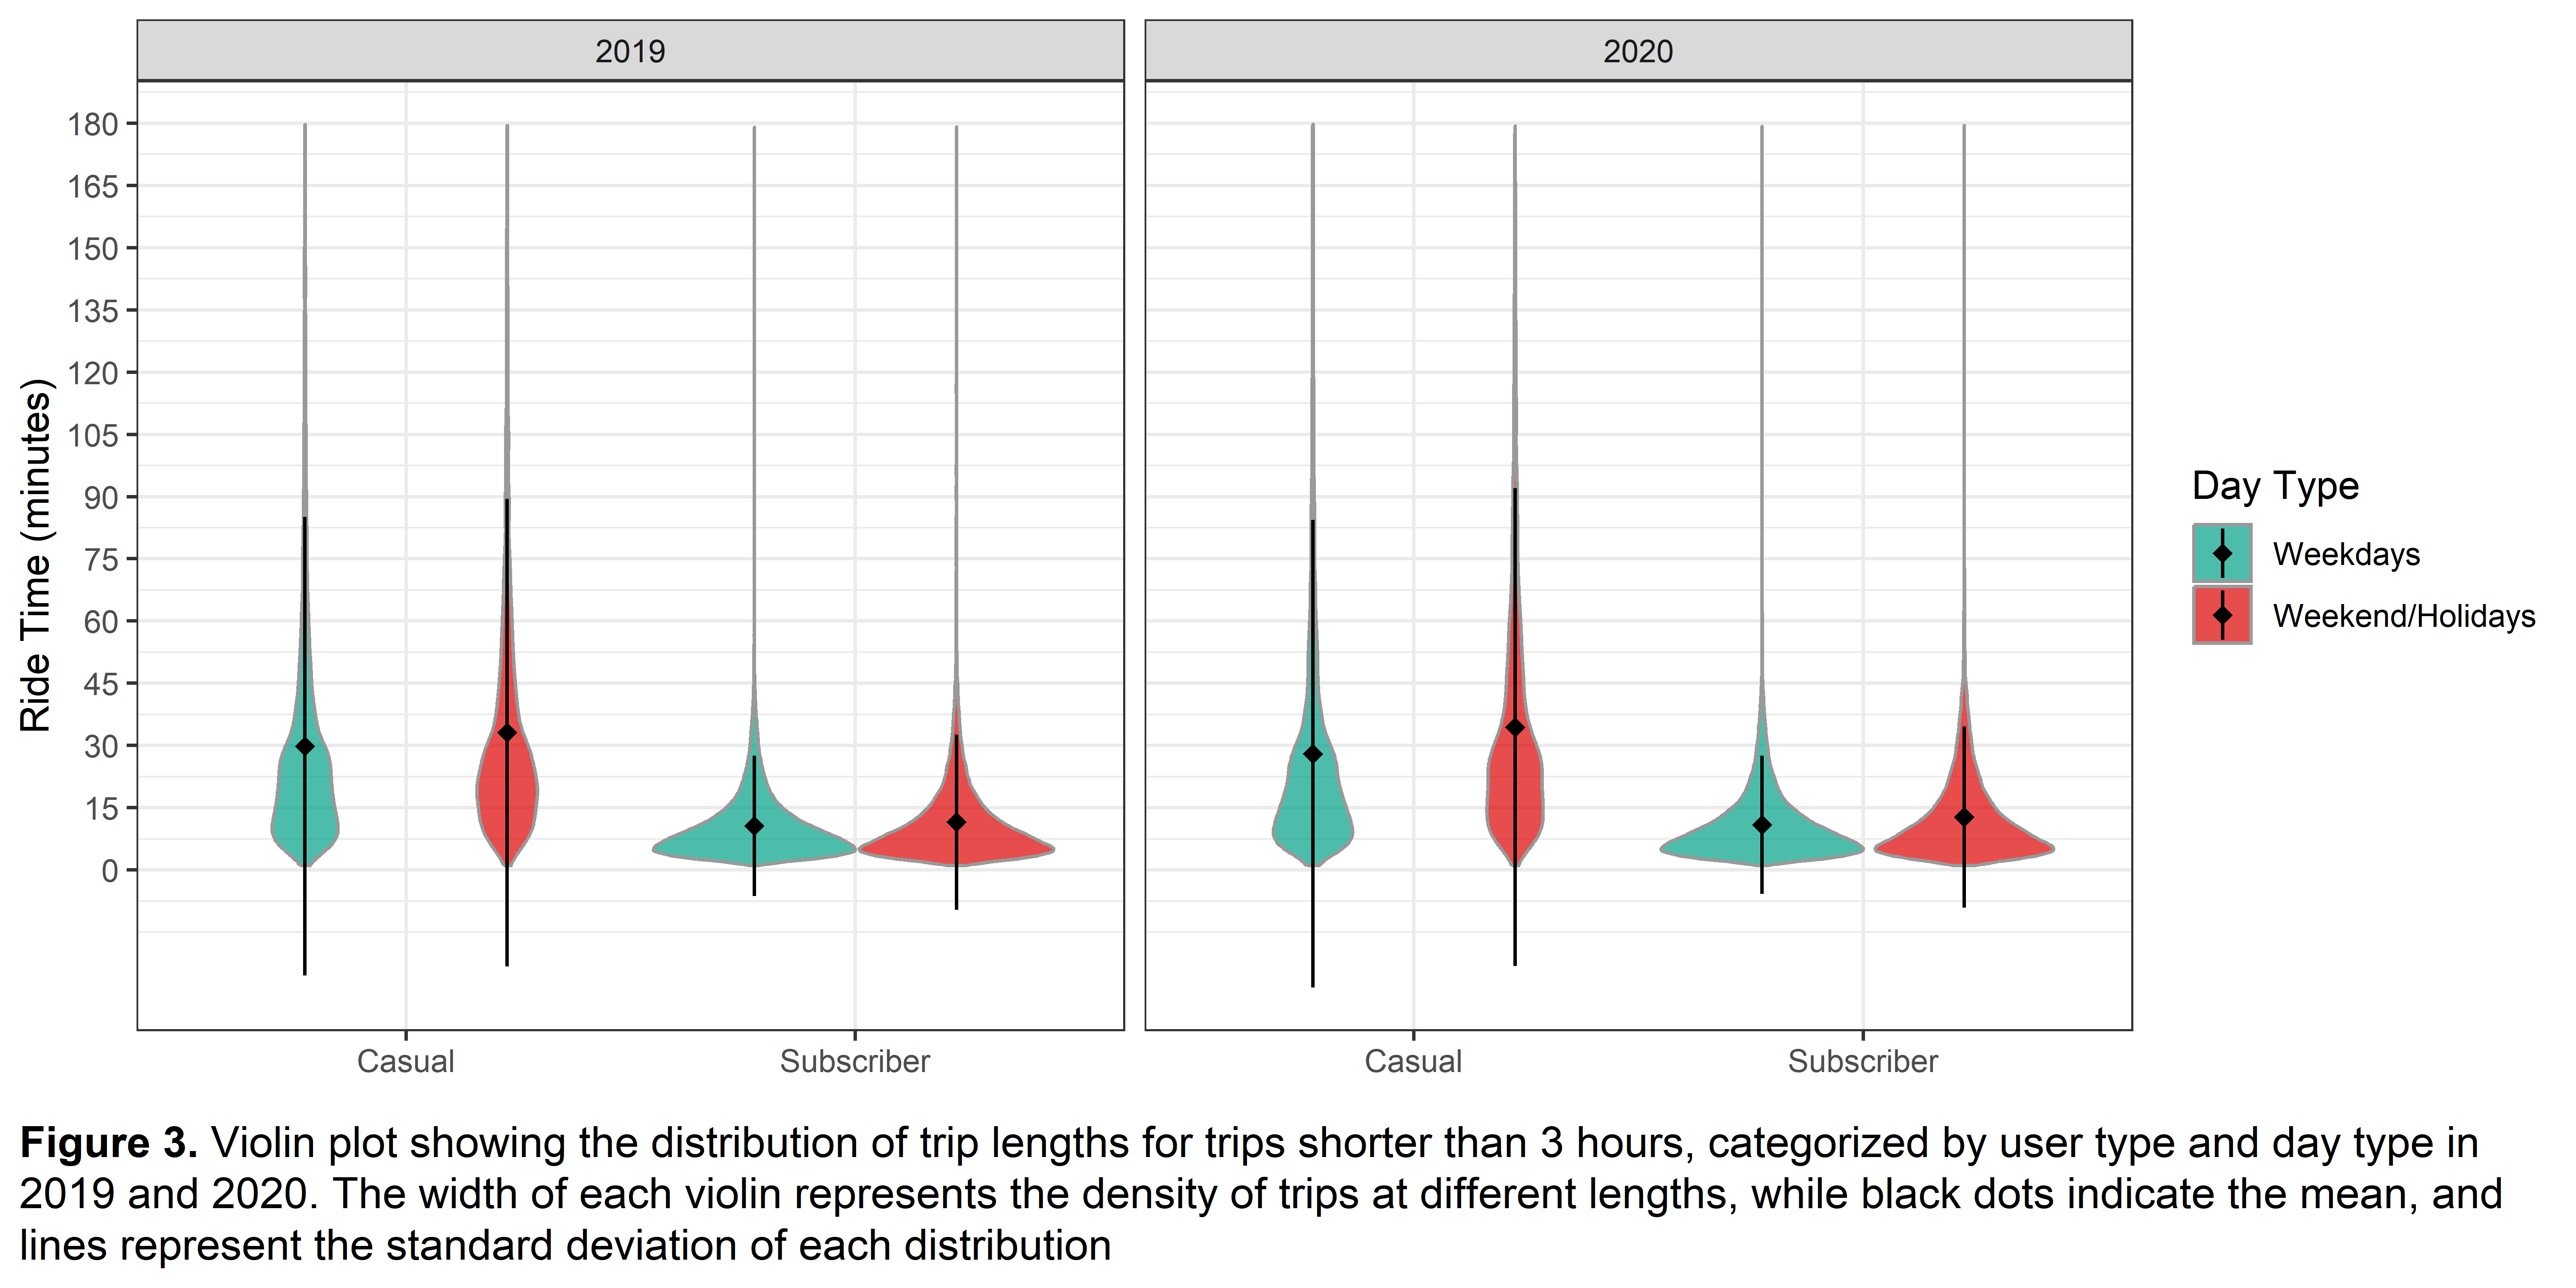 2019
2020
Ride Time (minutes)
180
165
150
135
120
105
90
75
60
45
30
15
0
Casual
Subscriber
Casual
Subscriber
Day Type
Weekdays
Weekend/Holidays
Figure 3. Violin plot showing the distribution of trip lengths for trips shorter than 3 hours, categorized by user type and day type in
2019 and 2020. The width of each violin represents the density of trips at different lengths, while black dots indicate the mean, and
lines represent the standard deviation of each distribution